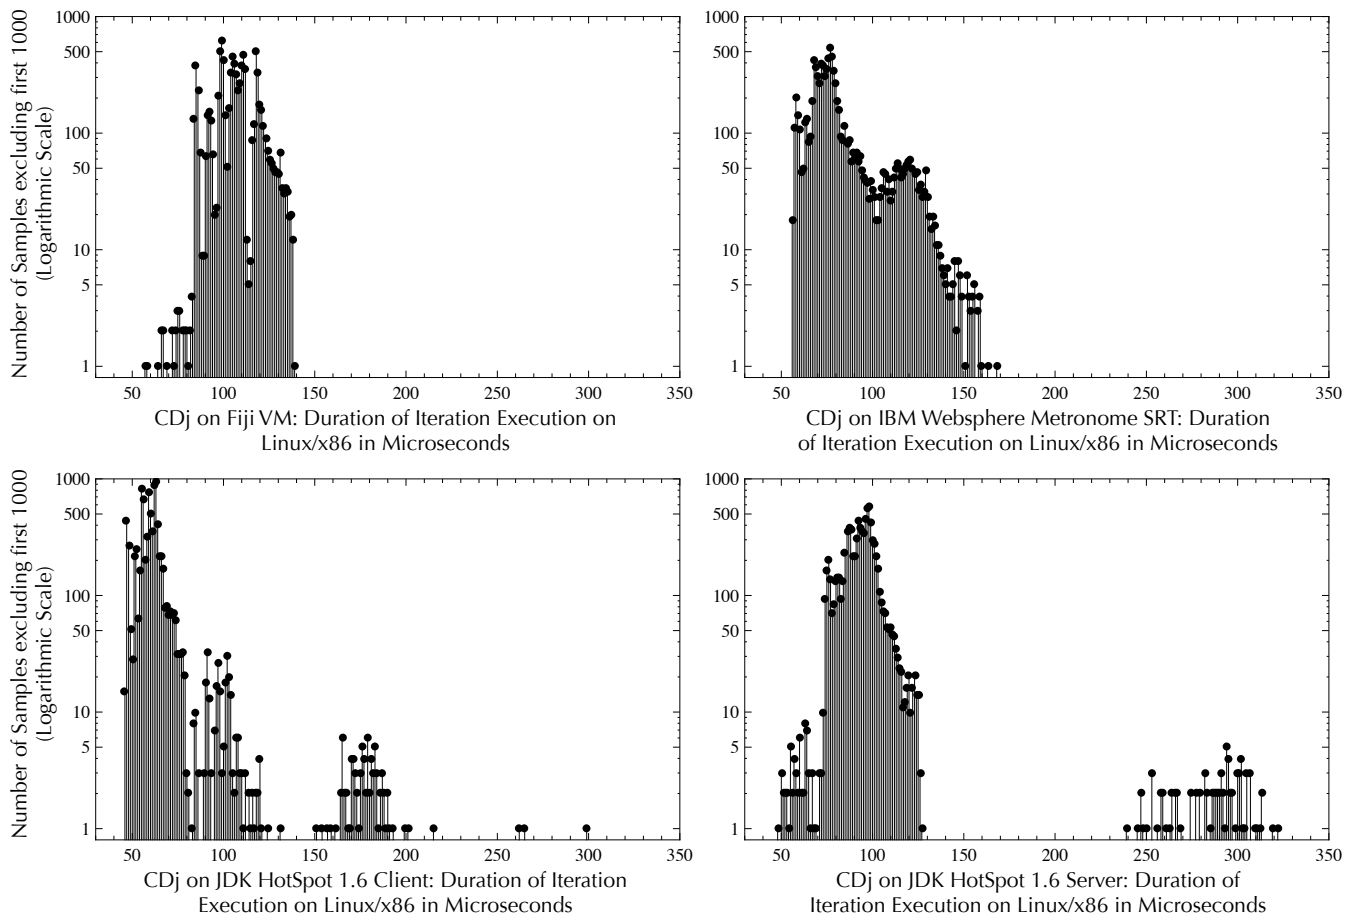 Number of Samples excluding first 1000
(Logarithmic Scale)
1000
500
100
50
10
5
1
50 100 150 200 250 300 350
CDj on Fiji VM: Duration of Iteration Execution on
Linux/x86 in Microseconds
1000
500
100
50
10
5
1
50 100 150 200 250 300 350
CDj on IBM Websphere Metronome SRT: Duration
of Iteration Execution on Linux/x86 in Microseconds
Number of Samples excluding first 1000
(Logarithmic Scale)
1000
500
100
50
10
5
1
50 100 150 200 250 300 350
CDj on JDK HotSpot 1.6 Client: Duration of Iteration
Execution on Linux/x86 in Microseconds
1000
500
100
50
10
5
1
50 100 150 200 250 300 350
CDj on JDK HotSpot 1.6 Server: Duration of
Iteration Execution on Linux/x86 in Microseconds